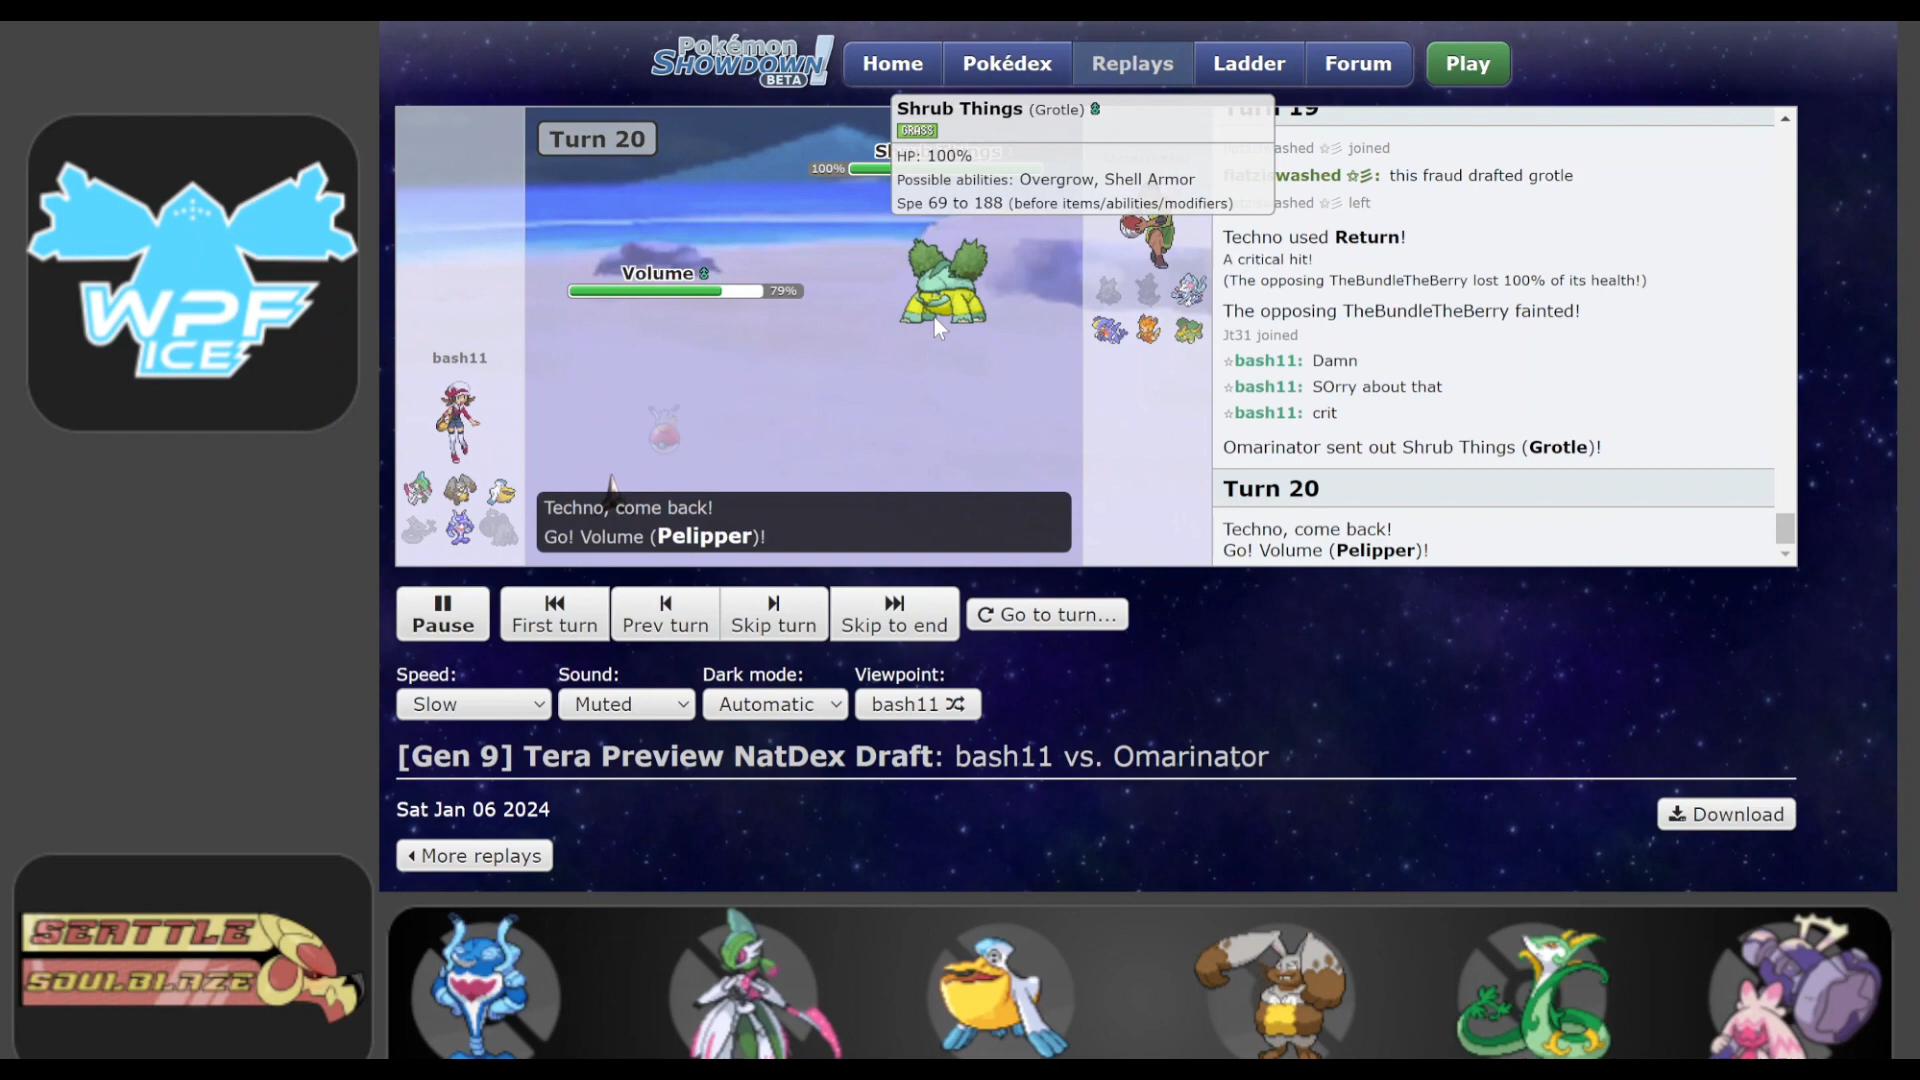 Pokémon
SHOWDOWN!
BETA
Home
Pokédex
Replays
Ladder
Forum
Play
Shrub Things (Grotle)
GRASS
HP: 100%
Possible abilities: Overgrow, Shell Armor
Spe 69 to 188 (before items/abilities/modifiers)
Turn 20
100%
Volume
79%
bash11
Techno, come back!
Go! Volume (Pelipper)!
Turn 19
joined
washed ☆彡: this fraud drafted grotle
left
Techno used Return!
A critical hit!
(The opposing TheBundleTheBerry lost 100% of its health!)
The opposing TheBundleTheBerry fainted!
Jt31 joined
☆bash11: Damn
☆bash11: SOrry about that
☆bash11: crit
Omarinator sent out Shrub Things (Grotle)!
Turn 20
Techno, come back!
Go! Volume (Pelipper)!
Pause
First turn
Prev turn
Skip turn
Skip to end
Go to turn...
Speed:
Sound:
Dark mode:
Viewpoint:
Slow
Muted
Automatic
bash11
[Gen 9] Tera Preview NatDex Draft: bash11 vs. Omarinator
Sat Jan 06 2024
Download
More replays
WPF
ICE
SEATTLE
SOULBLAZE